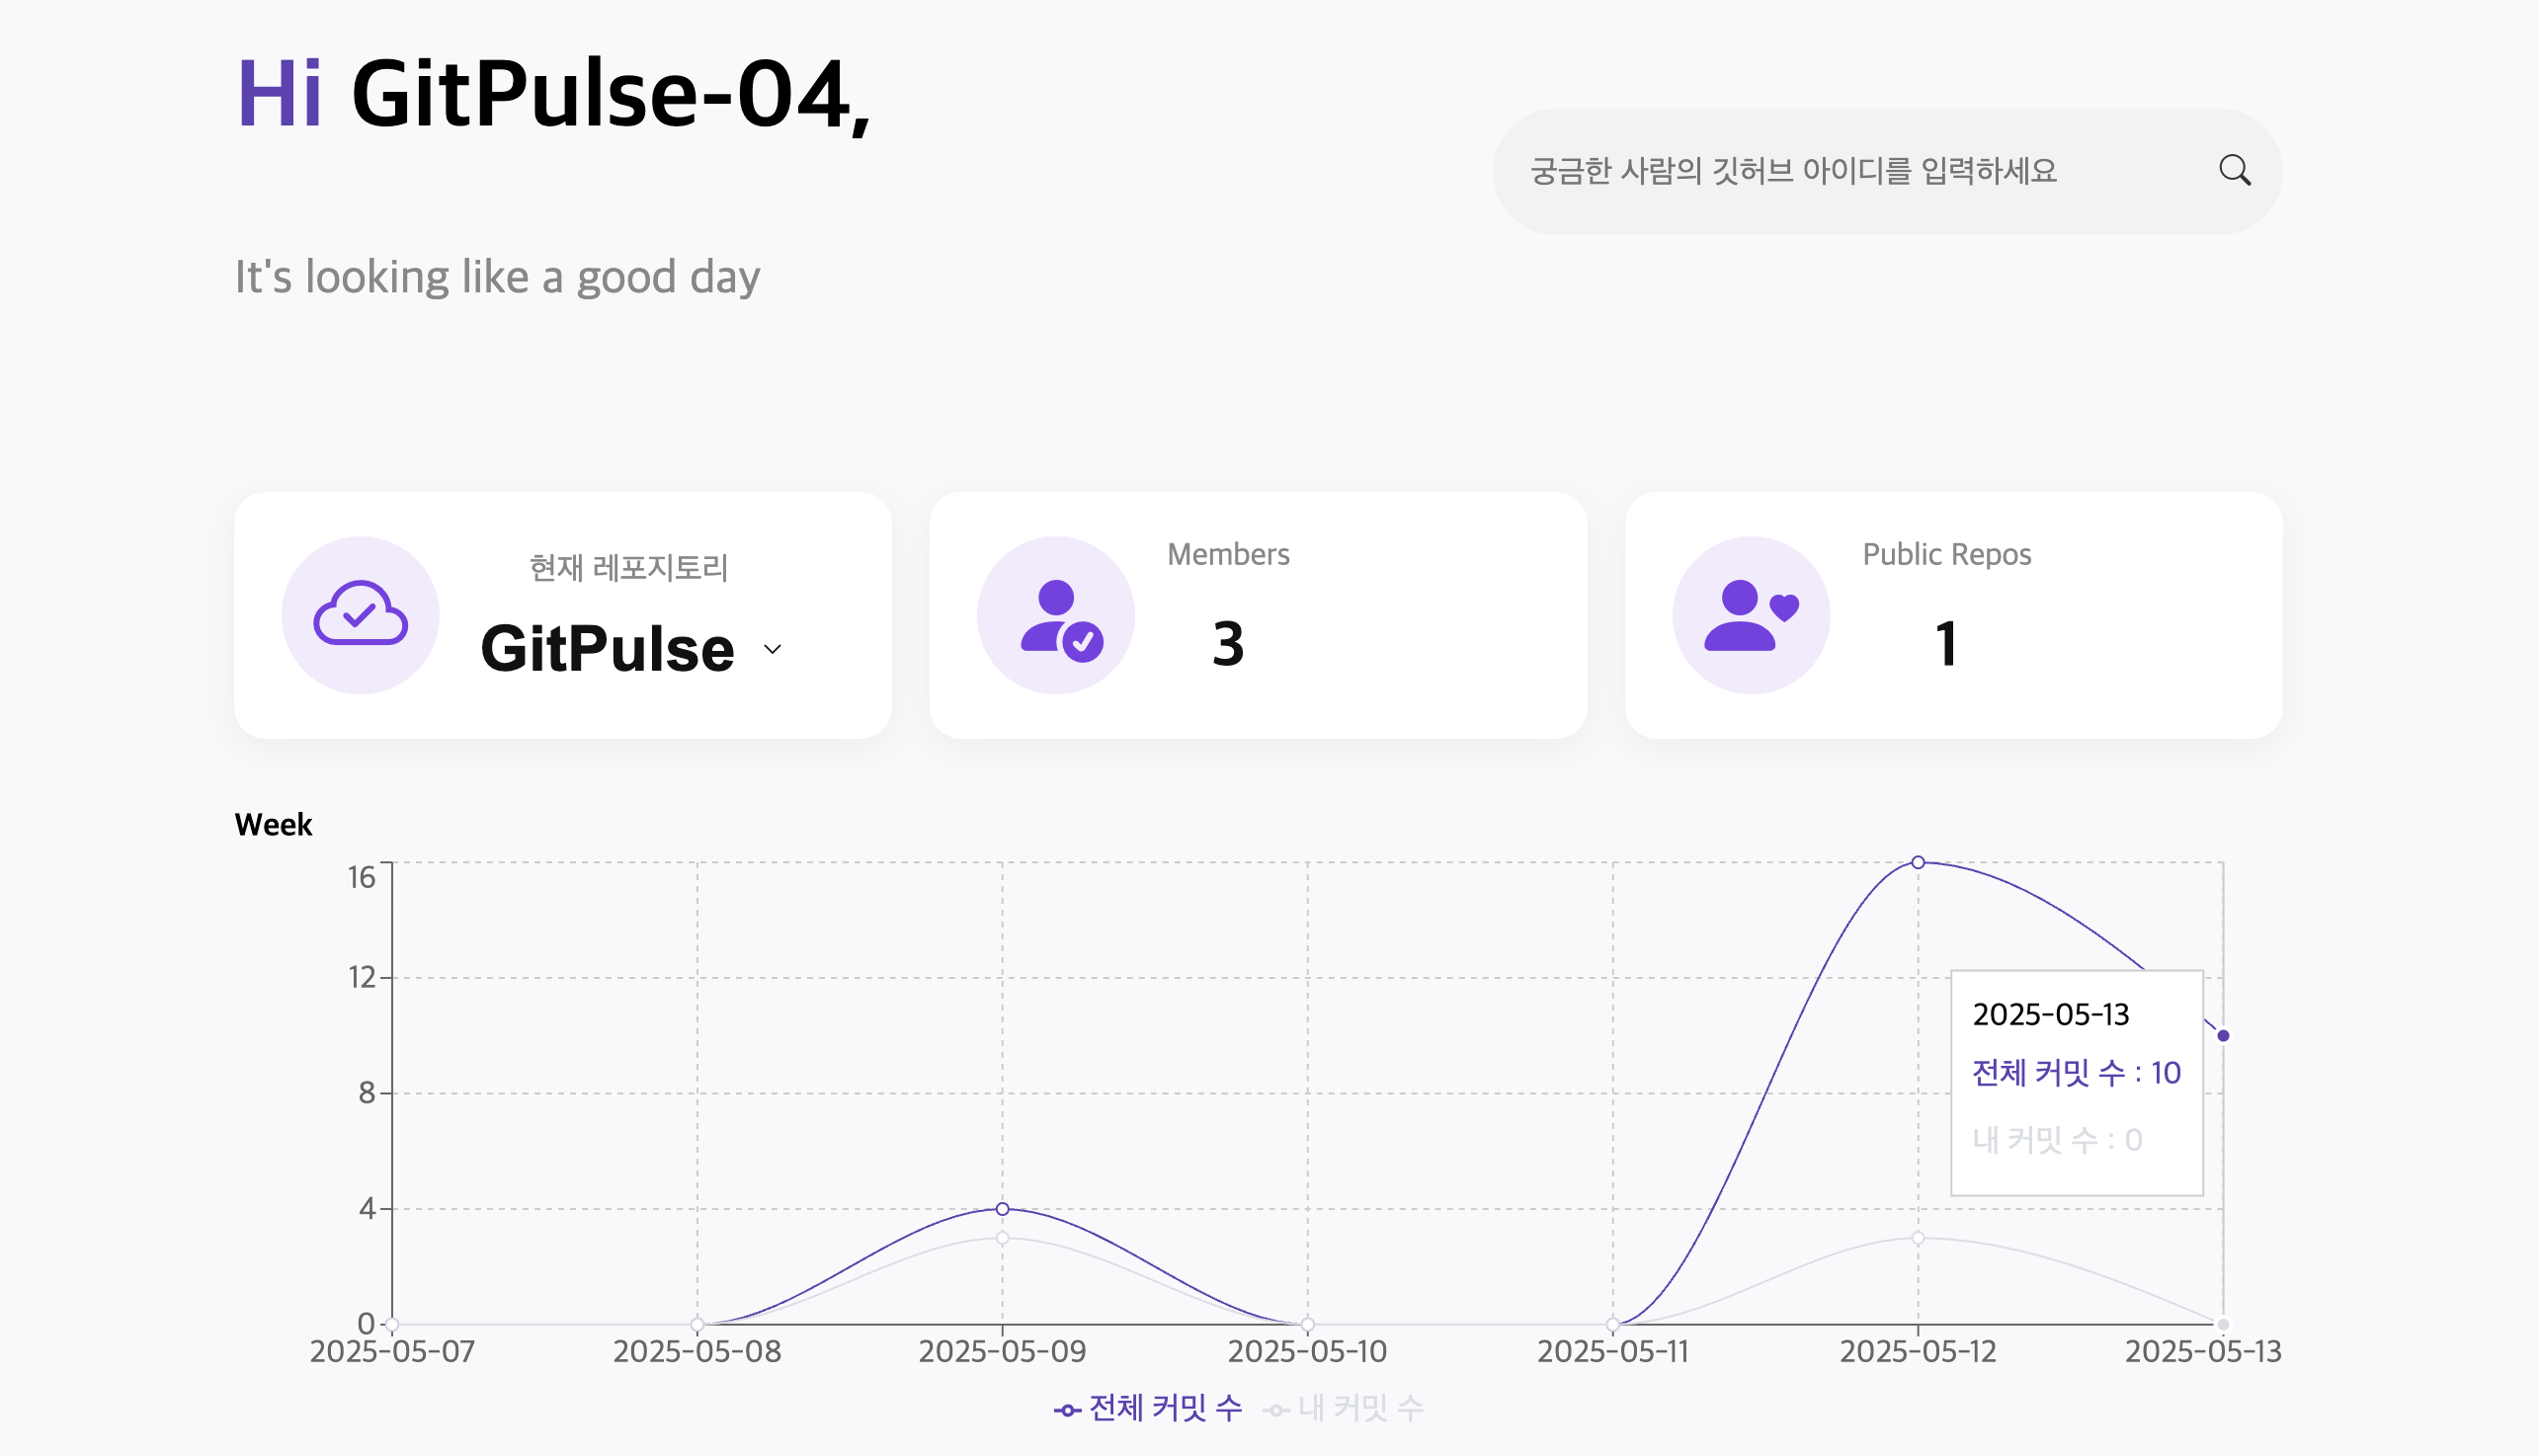 Hi GitPulse-04,
궁금한 사람의 깃허브 아이디를 입력하세요
It's looking like a good day
현재 레포지토리
GitPulse
Members
3
Public Repos
1
Week
16
12
8
4
0
2025-05-13
전체 커밋 수 : 10
내 커밋 수 : 0
2025-05-07 2025-05-08 2025-05-09 2025-05-10 2025-05-11 2025-05-12 2025-05-13
전체 커밋 수 내 커밋 수